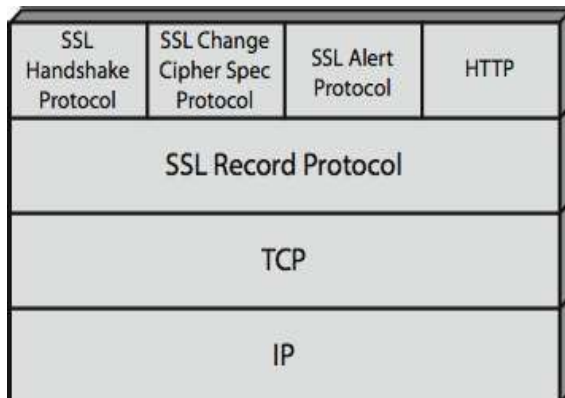 SSL
Handshake
Protocol
SSL Change
Cipher Spec
Protocol
SSL Alert
Protocol
HTTP
SSL Record Protocol
TCP
IP